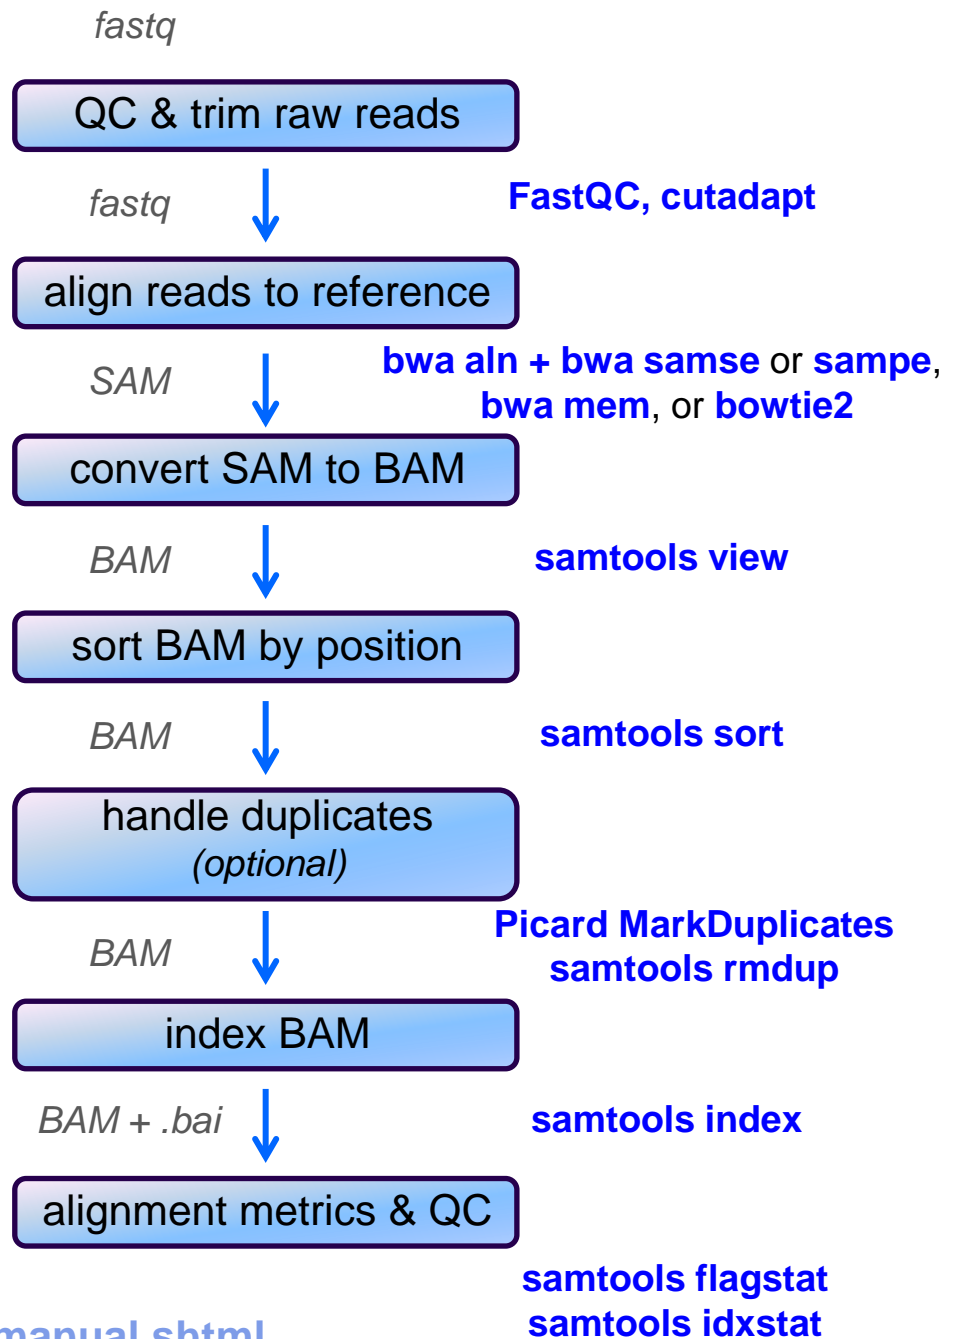 fastq
QC & trim raw reads
fastq
FastQC, cutadapt
align reads to reference
SAM
bwa aln + bwa samse or sampe,
bwa mem, or bowtie2
convert SAM to BAM
BAM
samtools view
sort BAM by position
BAM
samtools sort
handle duplicates
(optional)
BAM
Picard MarkDuplicates
samtools rmdup
index BAM
BAM + .bai
samtools index
alignment metrics & QC
samtools flagstat
samtools idxstat
manual.shtml